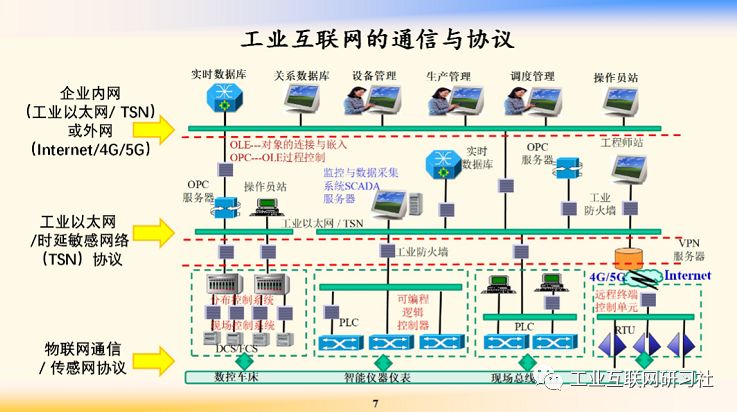 工业互联网的通信与协议
实时数据库
关系数据库
设备管理
生产管理
调度管理
操作员站
企业内网
(工业以太网/ TSN)
或外网
(Internet/4G/5G)
OLE---对象的连接与嵌入
OPC---OLE过程控制
工程师站
监控与数据采集
系统SCADA
服务器
实时
数据库
OPC
服务器
OPC
服务器
操作员站
工业
防火墙
工业以太网 / TSN
工业以太网
/时延敏感网络
(TSN）协议
工业防火墙
VPN
服务器
4G/5G
Internet
分布控制系统
现场控制系统
DCS/FCS
可编程
逻辑
控制器
PLC
PLC
远程终端
控制单元
RTU
物联网通信
/ 传感网协议
数控车床
智能仪器仪表
现场总线
工业互联网研习社
7